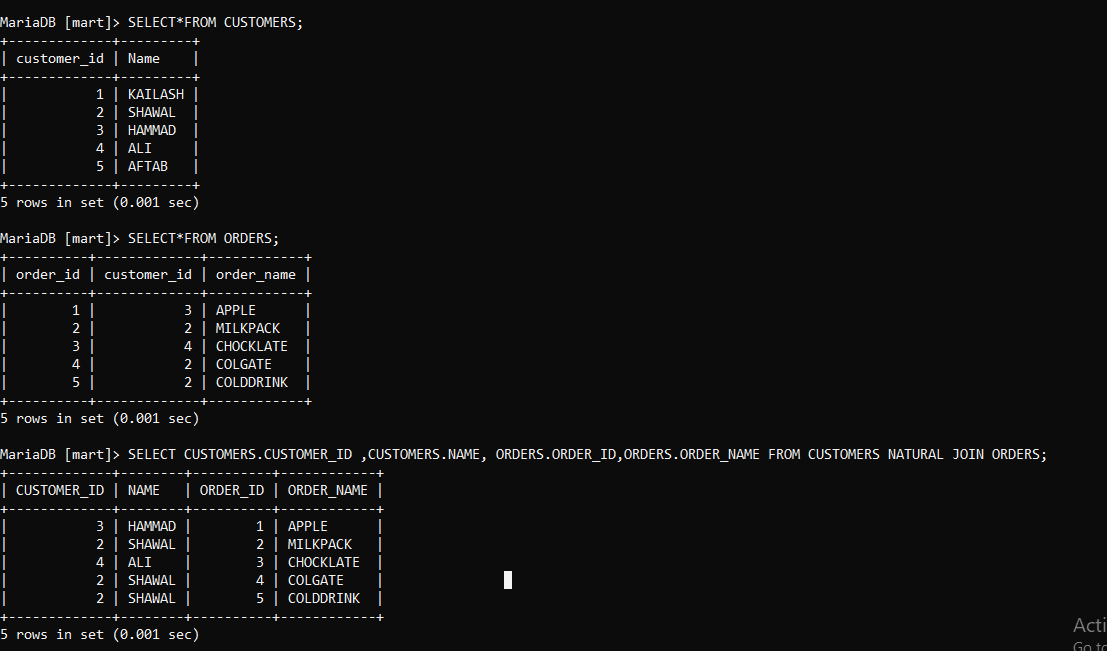 MariaDB [mart]> SELECT*FROM CUSTOMERS;
+-------------+---------+
| customer_id | Name    |
+-------------+---------+
|           1 | KAILASH |
|           2 | SHAWAL  |
|           3 | HAMMAD  |
|           4 | ALI     |
|           5 | AFTAB   |
+-------------+---------+
5 rows in set (0.001 sec)

MariaDB [mart]> SELECT*FROM ORDERS;
+----------+-------------+------------+
| order_id | customer_id | order_name |
+----------+-------------+------------+
|        1 |           3 | APPLE      |
|        2 |           2 | MILKPACK   |
|        3 |           4 | CHOCKLATE  |
|        4 |           2 | COLGATE    |
|        5 |           2 | COLDDRINK  |
+----------+-------------+------------+
5 rows in set (0.001 sec)

MariaDB [mart]> SELECT CUSTOMERS.CUSTOMER_ID ,CUSTOMERS.NAME, ORDERS.ORDER_ID,ORDERS.ORDER_NAME FROM CUSTOMERS NATURAL JOIN ORDERS;
+-------------+--------+----------+------------+
| CUSTOMER_ID | NAME   | ORDER_ID | ORDER_NAME |
+-------------+--------+----------+------------+
|           3 | HAMMAD |        1 | APPLE      |
|           2 | SHAWAL |        2 | MILKPACK   |
|           4 | ALI    |        3 | CHOCKLATE  |
|           2 | SHAWAL |        4 | COLGATE    |
|           2 | SHAWAL |        5 | COLDDRINK  |
+-------------+--------+----------+------------+
5 rows in set (0.001 sec)
Acti
Go to